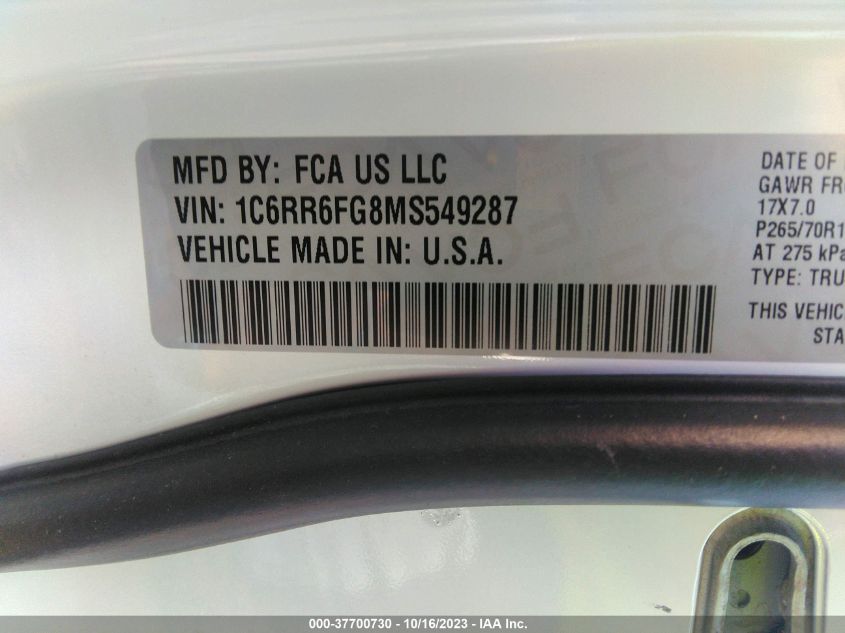 MFD BY: FCA US LLC
VIN: 1C6RR6FG8MS549287
VEHICLE MADE IN: U.S.A.
DATE OF
GAWR FR
17X7.0
P265/70R1
AT 275 kPa
TYPE: TRU
THIS VEHIC
STA
000-37700730 - 10/16/2023 - IAA Inc.